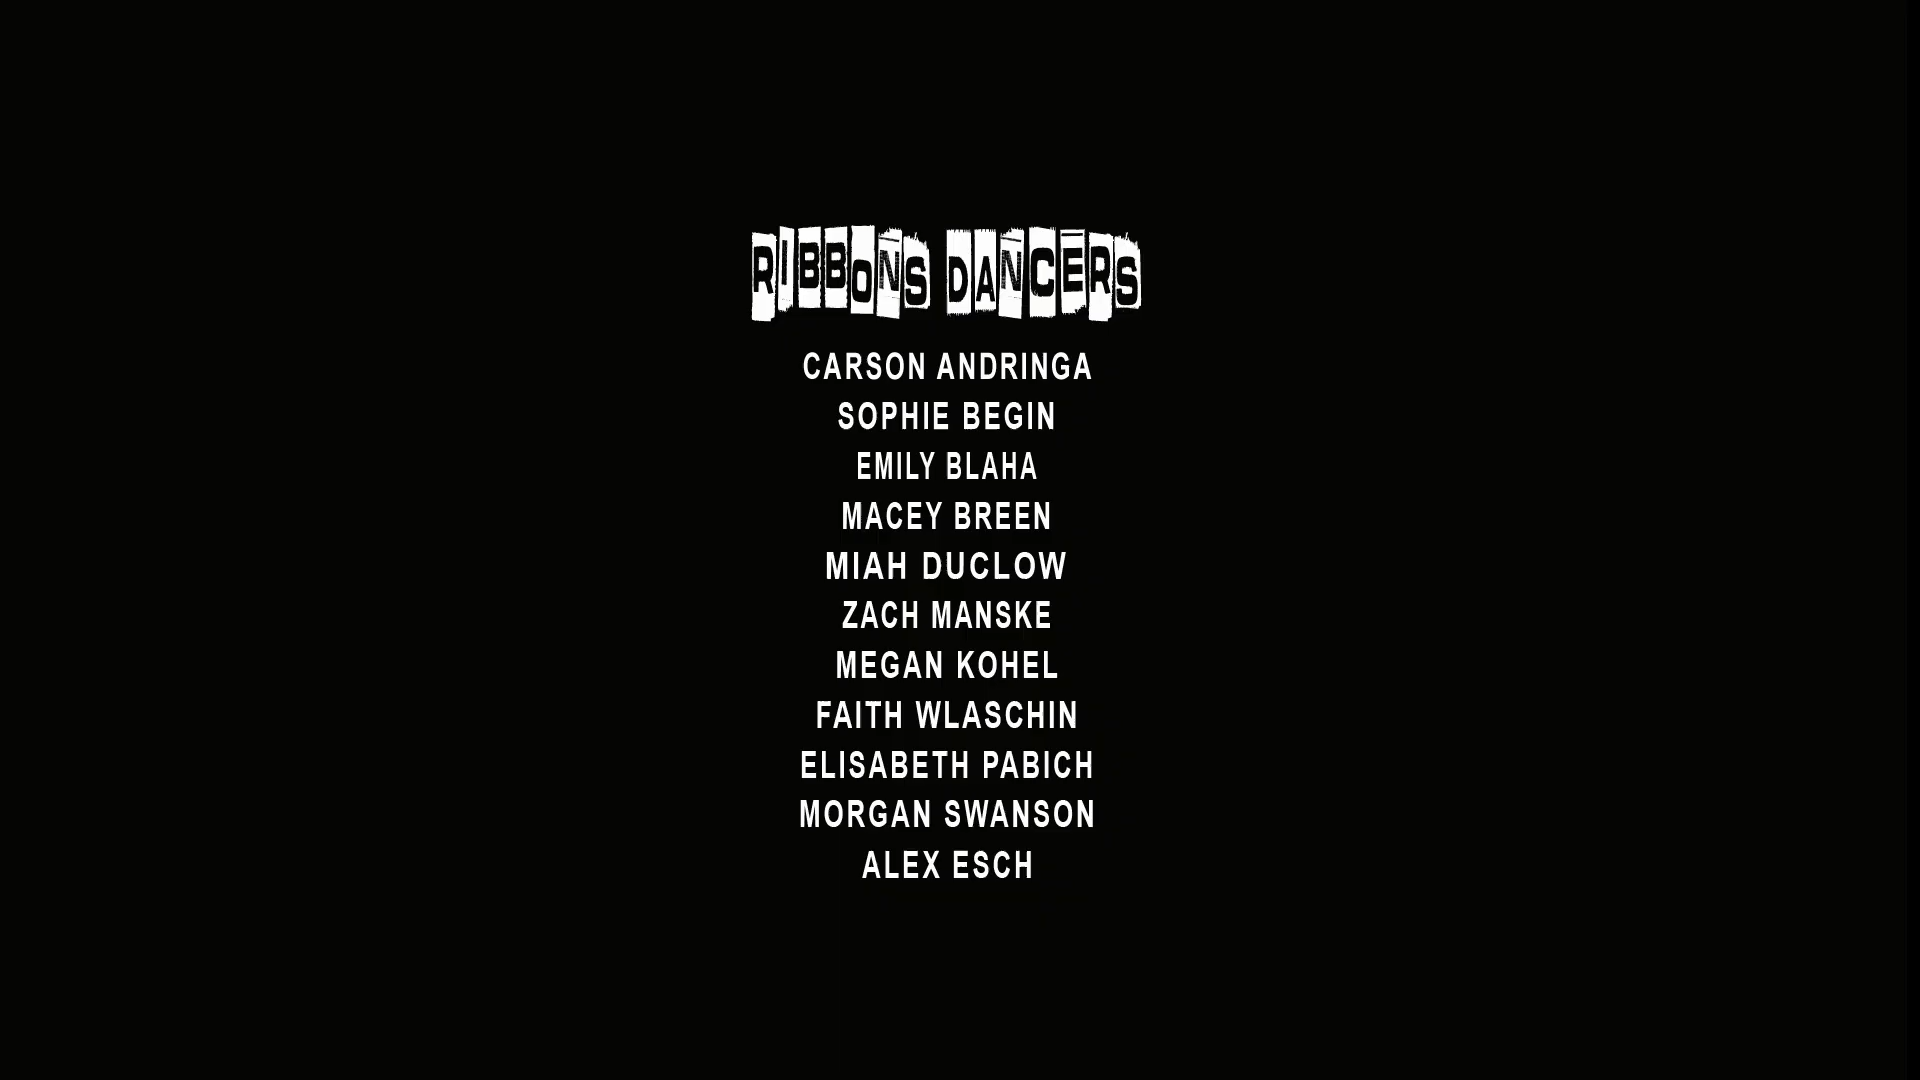 RIBBONS DANCERS
CARSON ANDRINGA
SOPHIE BEGIN
EMILY BLAHA
MACEY BREEN
MIAH DUCLOW
ZACH MANSKE
MEGAN KOHEL
FAITH WLASCHIN
ELISABETH PABICH
MORGAN SWANSON
ALEX ESCH